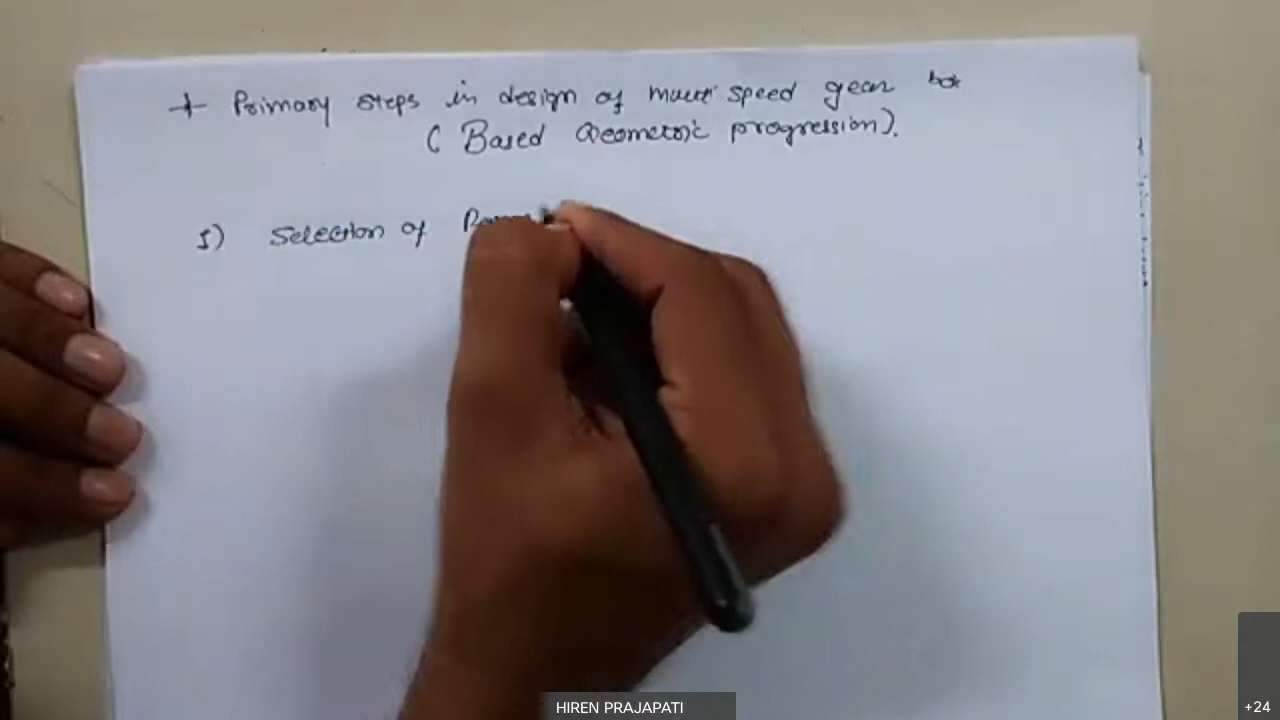 * Primary steps in design of multi speed gear box
( Based Geometric progression).
1) Selection of
HIREN PRAJAPATI
+24